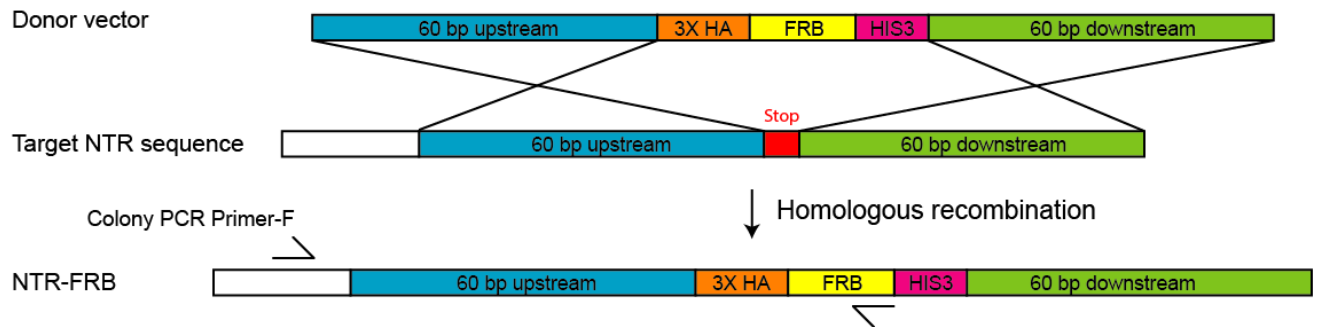 Donor vector
60 bp upstream 3X HA FRB HIS3 60 bp downstream
Stop
Target NTR sequence
60 bp upstream 60 bp downstream
Homologous recombination
Colony PCR Primer-F
NTR-FRB
60 bp upstream 3X HA FRB HIS3 60 bp downstream